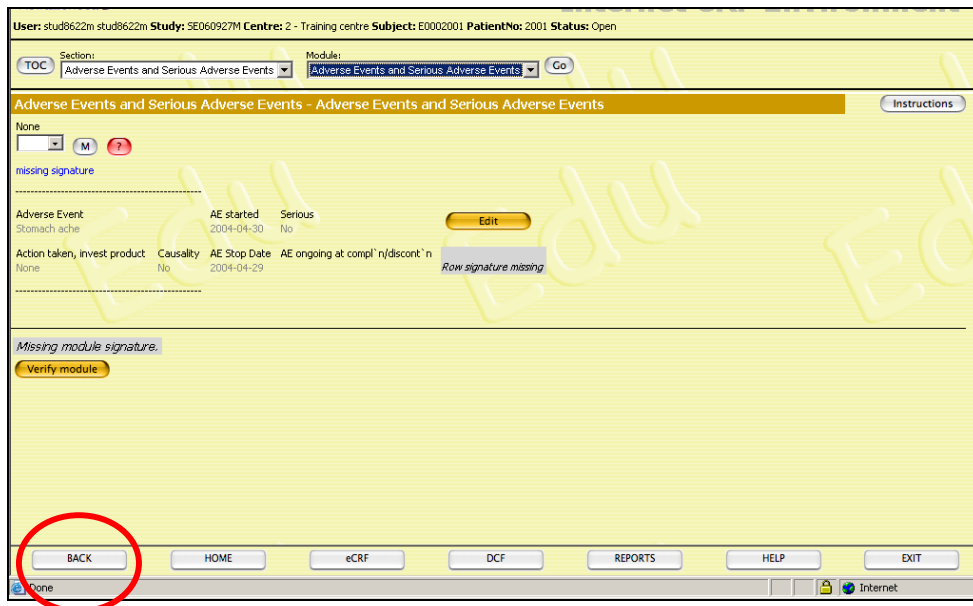 User: stud8622m stud8622m Study: SE060927M Centre: 2 - Training centre Subject: E0002001 PatientNo: 2001 Status: Open
TOC Section: Module:
Adverse Events and Serious Adverse Events Adverse Events and Serious Adverse Events Go
Adverse Events and Serious Adverse Events - Adverse Events and Serious Adverse Events Instructions
None
M ?
missing signature
Adverse Event AE started Serious
Stomach ache 2004-04-30 No Edit
Action taken, invest product Causality AE Stop Date AE ongoing at compl`n/discont`n
None No 2004-04-29 Row signature missing
Missing module signature.
Verify module
Edu Edu Edu
BACK HOME eCRF DCF REPORTS HELP EXIT
Done Internet